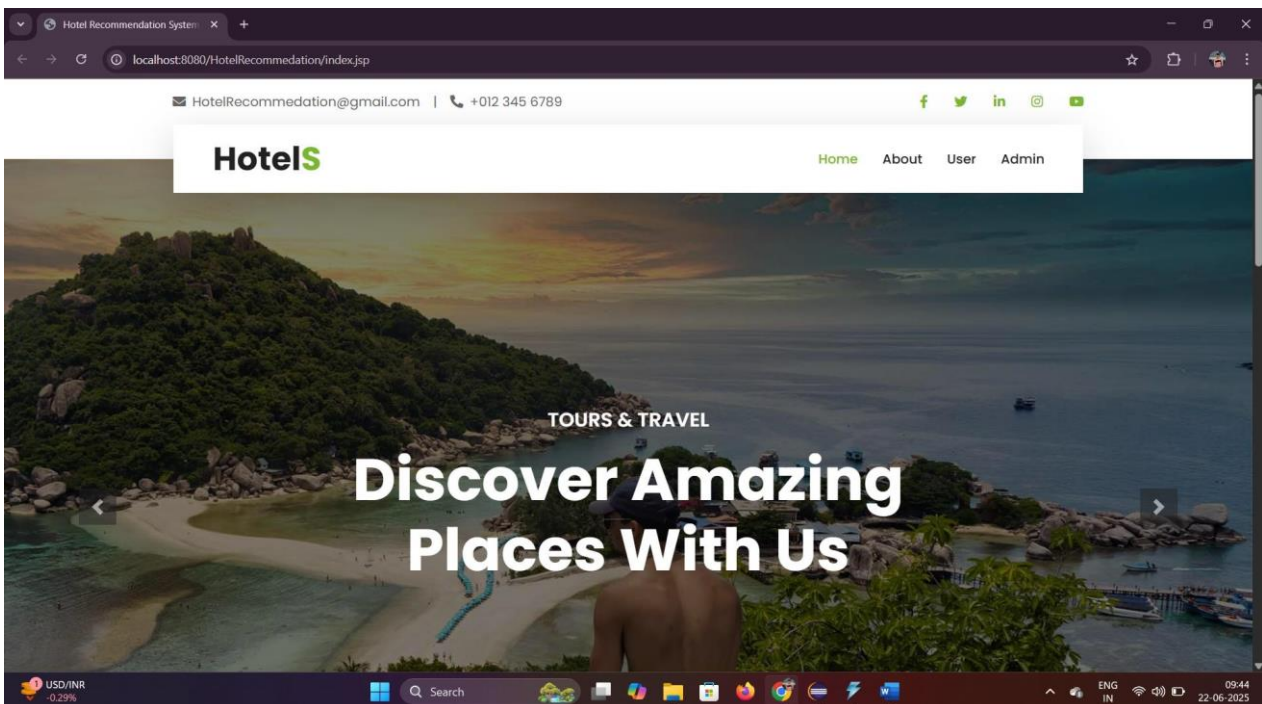 Hotel Recommendation System
localhost:8080/HotelRecommedation/index.jsp
HotelRecommedation@gmail.com | +012 345 6789
HotelS
Home About User Admin
TOURS & TRAVEL
Discover Amazing
Places With Us
1 USD/INR
-0.29%
Search
ENG
IN
09:44
22-06-2025